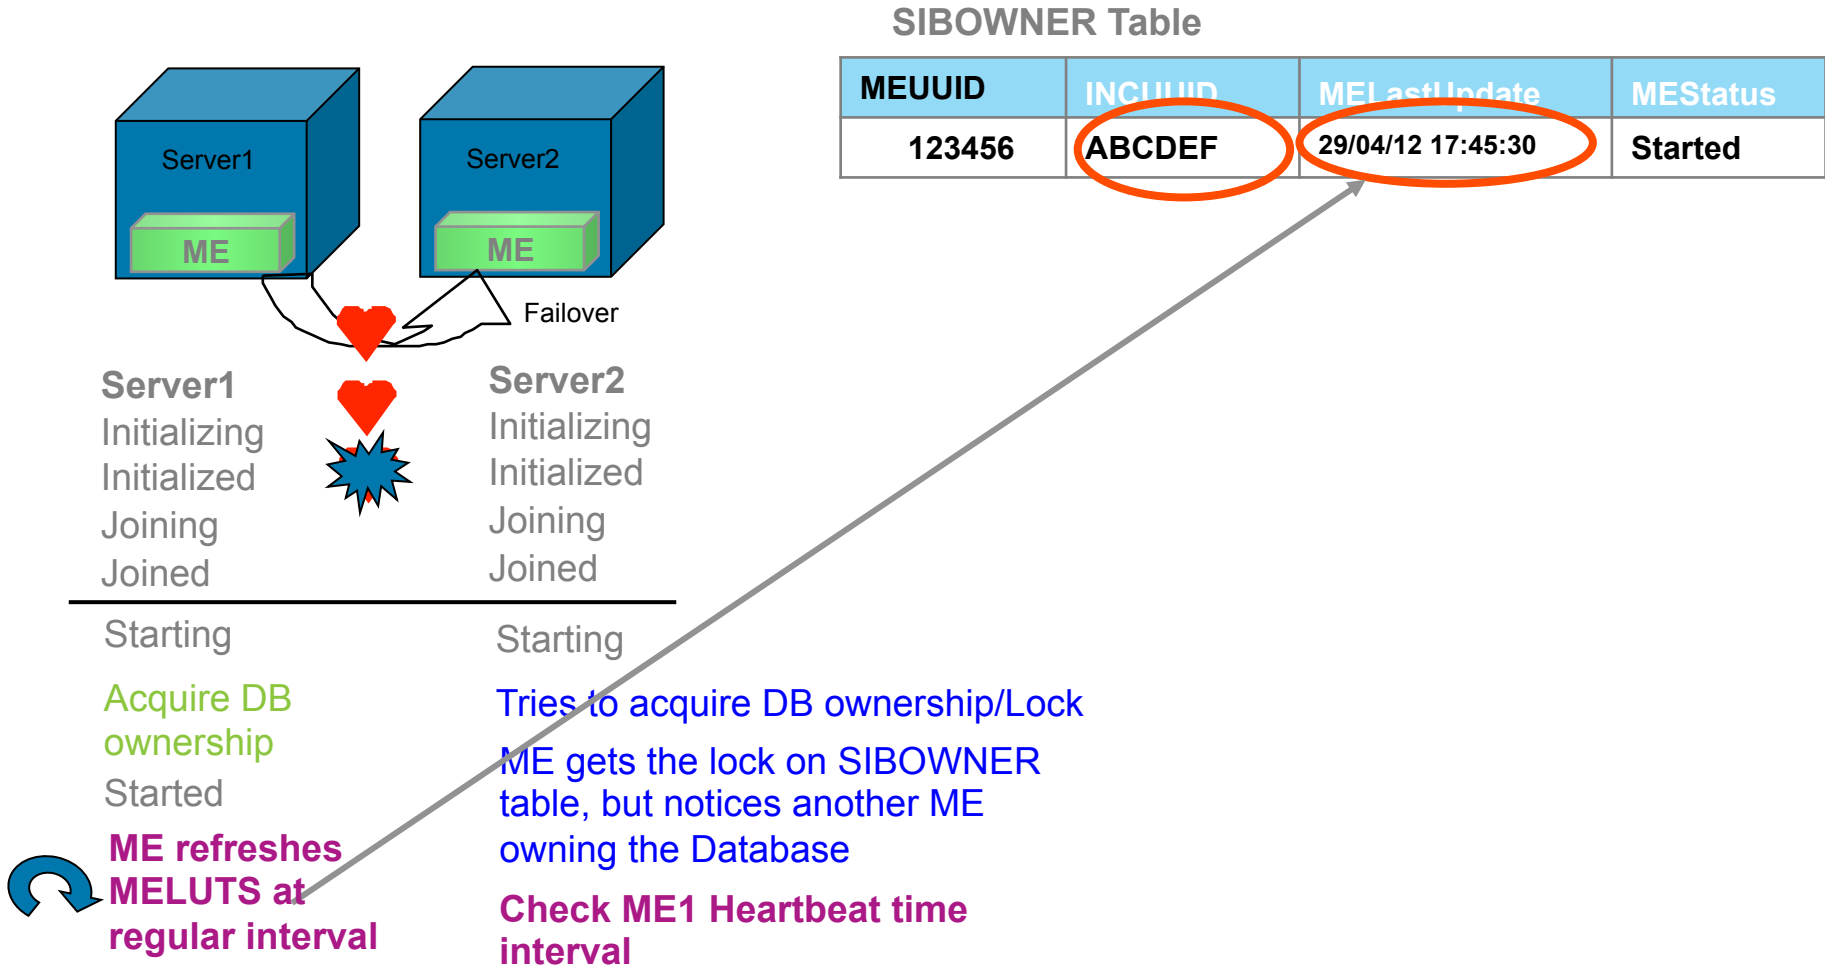 SIBOWNER Table
MEUUID INCUUID MELastUpdate MEStatus
123456 ABCDEF 29/04/12 17:45:30 Started
Server1
Server2
ME
ME
Failover
Server1
Initializing
Initialized
Joining
Joined
Starting
Acquire DB
ownership
Started
ME refreshes
MELUTS at
regular interval
Server2
Initializing
Initialized
Joining
Joined
Starting
Tries to acquire DB ownership/Lock
ME gets the lock on SIBOWNER
table, but notices another ME
owning the Database
Check ME1 Heartbeat time
interval